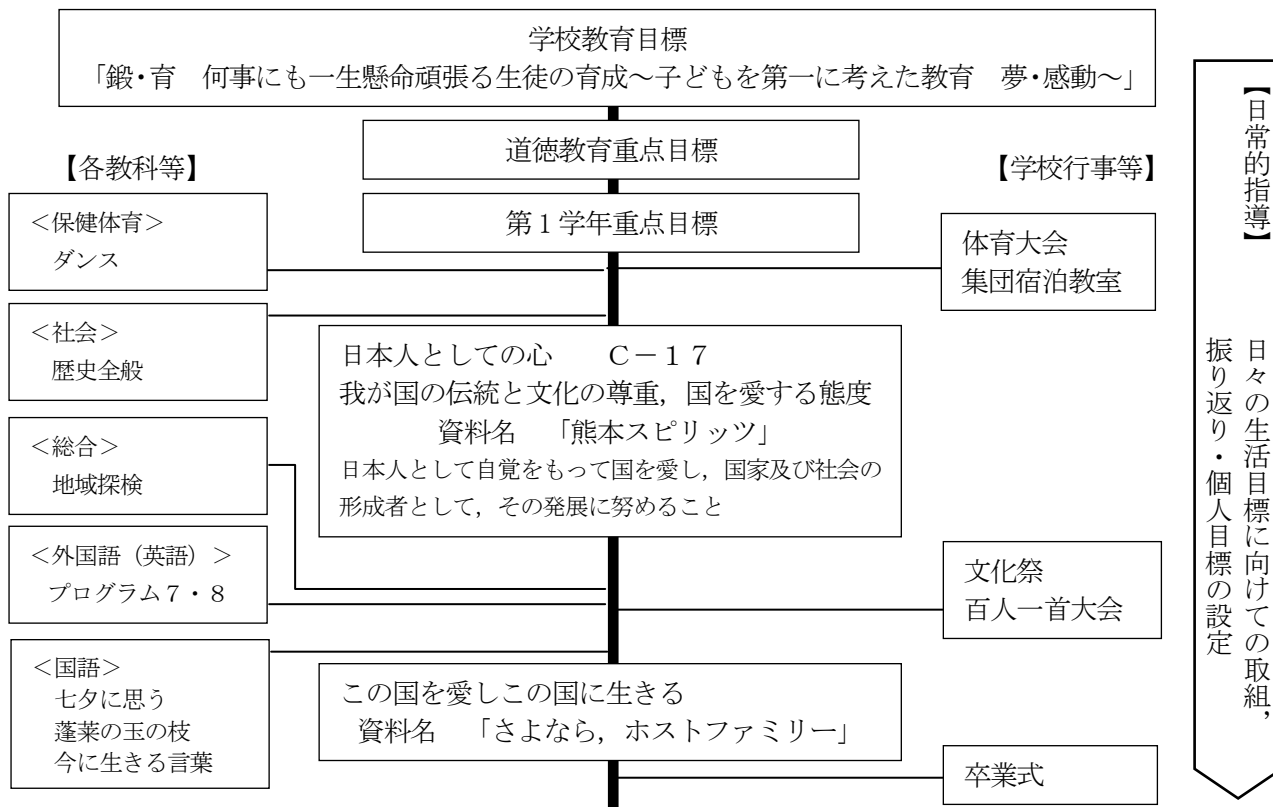 学校教育目標
「鍛・育　何事にも一生懸命頑張る生徒の育成～子どもを第一に考えた教育　夢・感動～」
道徳教育重点目標
第１学年重点目標
【各教科等】
＜保健体育＞
ダンス
＜社会＞
歴史全般
＜総合＞
地域探検
＜外国語（英語）＞
プログラム７・８
＜国語＞
七夕に思う
蓬莱の玉の枝
今に生きる言葉
日本人としての心　　Ｃ－１７
我が国の伝統と文化の尊重，国を愛する態度
資料名　「熊本スピリッツ」
日本人として自覚をもって国を愛し，国家及び社会の
形成者として，その発展に努めること
この国を愛しこの国に生きる
資料名　「さよなら，ホストファミリー」
【学校行事等】
体育大会
集団宿泊教室
文化祭
百人一首大会
卒業式
【日常的指導】
日々の生活目標に向けての取組，
振り返り・個人目標の設定